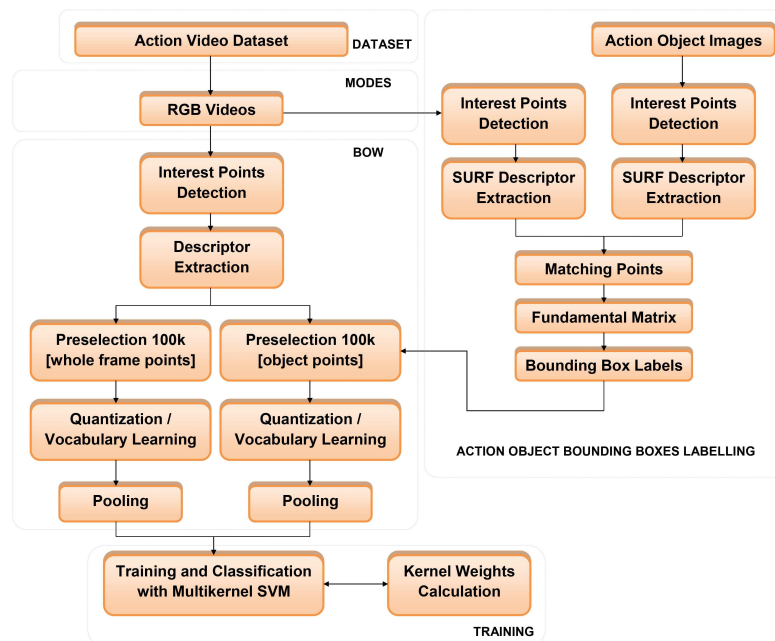 Action Video Dataset
DATASET
MODES
RGB Videos
BOW
Interest Points
Detection
Descriptor
Extraction
Preselection 100k
[whole frame points]
Preselection 100k
[object points]
Quantization /
Vocabulary Learning
Quantization /
Vocabulary Learning
Pooling
Pooling
Action Object Images
Interest Points
Detection
Interest Points
Detection
SURF Descriptor
Extraction
SURF Descriptor
Extraction
Matching Points
Fundamental Matrix
Bounding Box Labels
ACTION OBJECT BOUNDING BOXES LABELLING
Training and Classification
with Multikernel SVM
Kernel Weights
Calculation
TRAINING